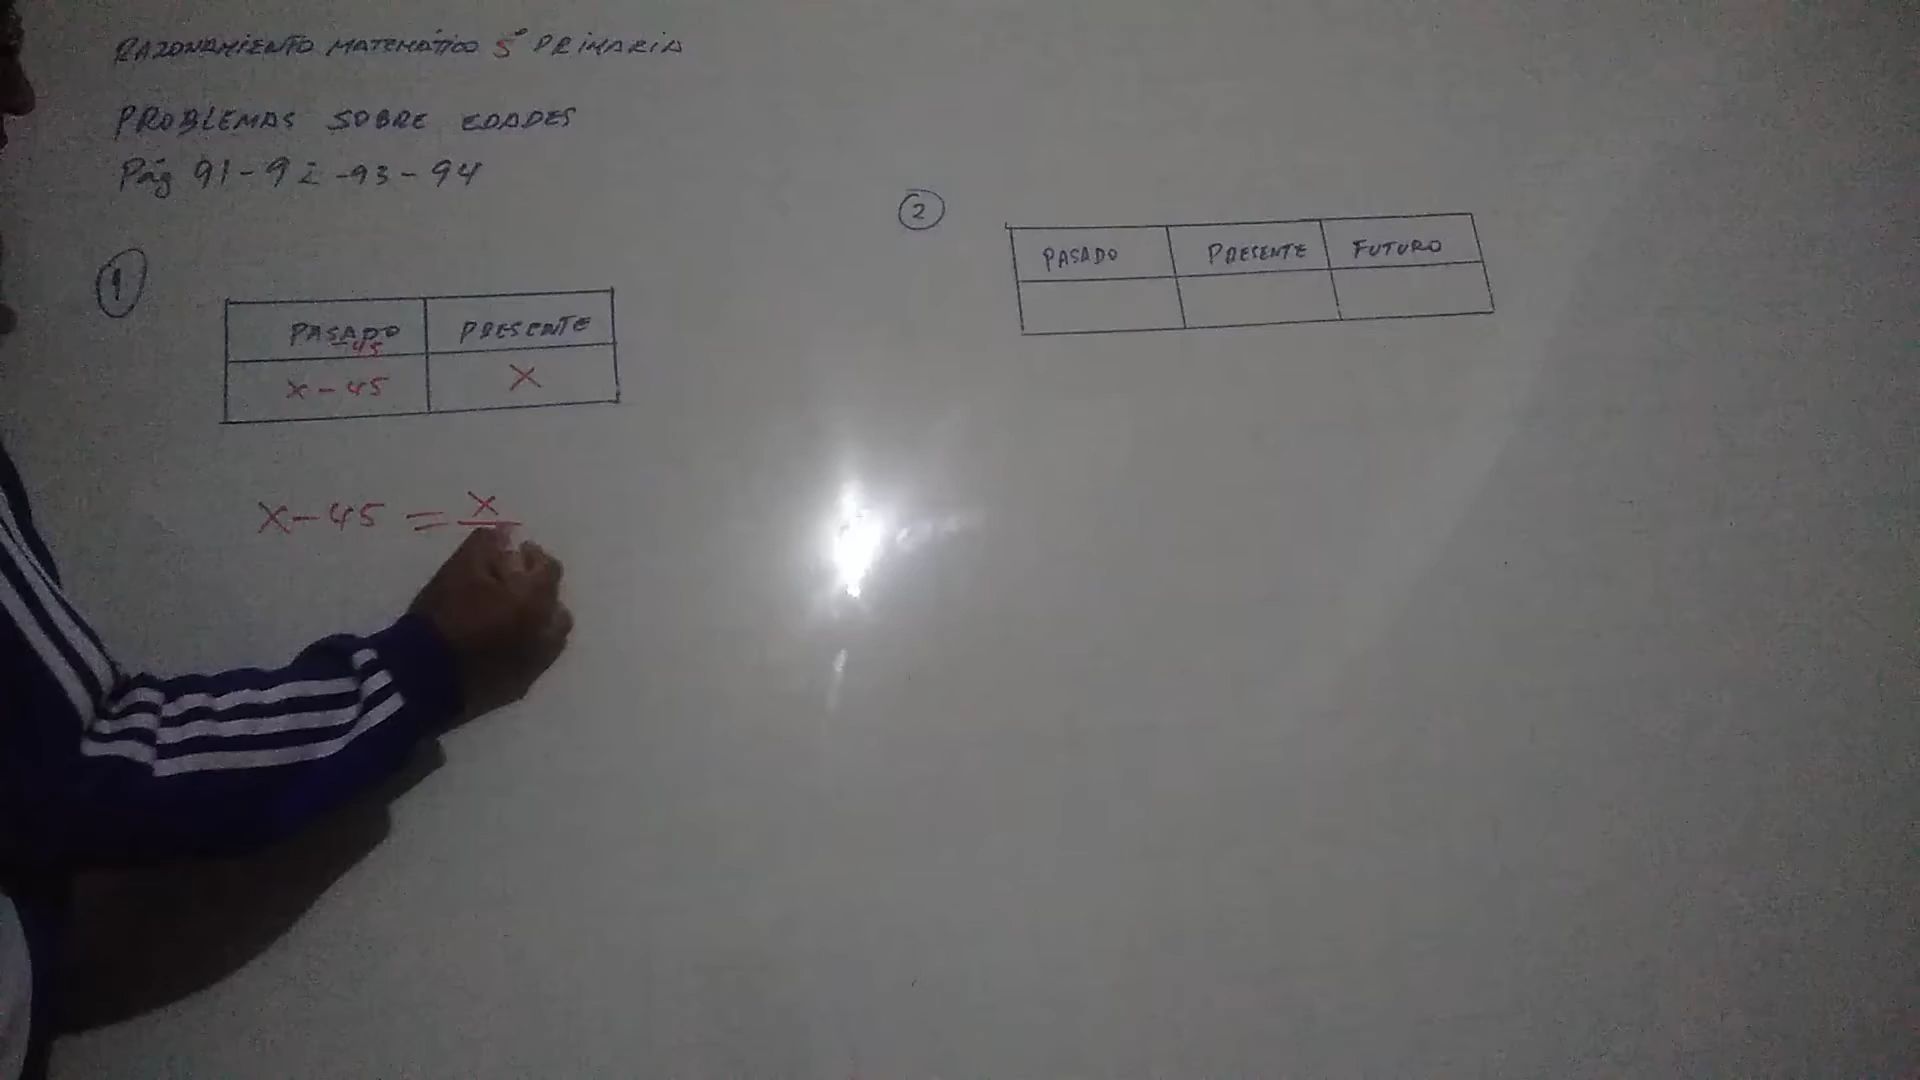 RAZONAMIENTO MATEMÁTICO 5° PRIMARIA
PROBLEMAS SOBRE EDADES
Pág 91-92-93-94
1
PASADO PRESENTE
-45
x-45 x
x-45 = x
2
PASADO PRESENTE FUTURO